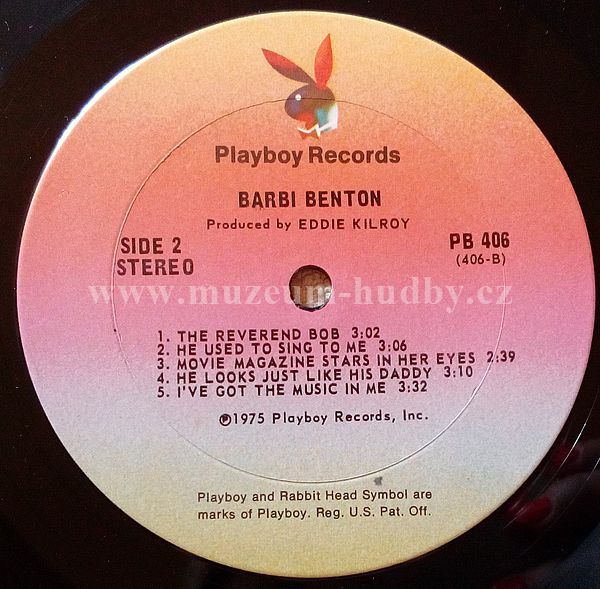 Playboy Records
BARBI BENTON
Produced by EDDIE KILROY
SIDE 2
STEREO
PB 406
(406-B)
www.muzeum-hudby.cz
1. THE REVEREND BOB 3:02
2. HE USED TO SING TO ME 3:06
3. MOVIE MAGAZINE STARS IN HER EYES 2:39
4. HE LOOKS JUST LIKE HIS DADDY 3:10
5. I'VE GOT THE MUSIC IN ME 3:32
℗1975 Playboy Records, Inc.
Playboy and Rabbit Head Symbol are
marks of Playboy. Reg. U.S. Pat. Off.